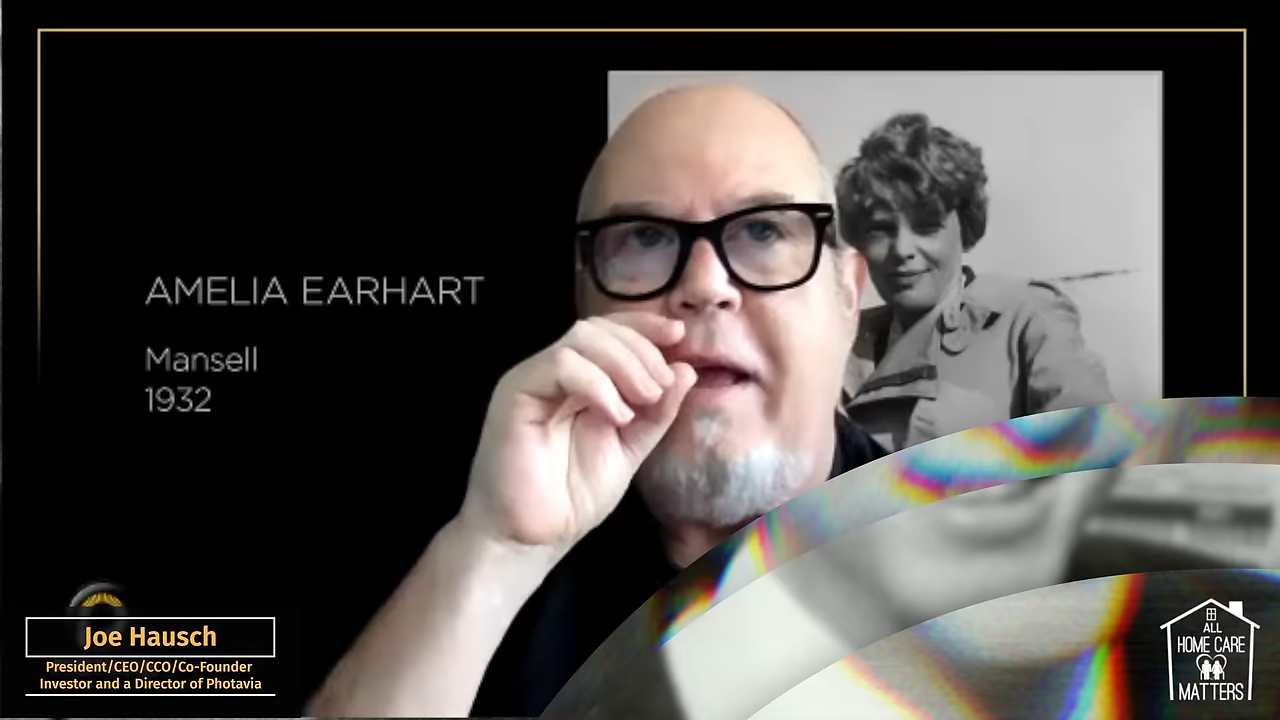 AMELIA EARHART
Mansell
1932
Joe Hausch
President/CEO/CCO/Co-Founder
Investor and a Director of Photavia
ALL
HOME CARE
MATTERS